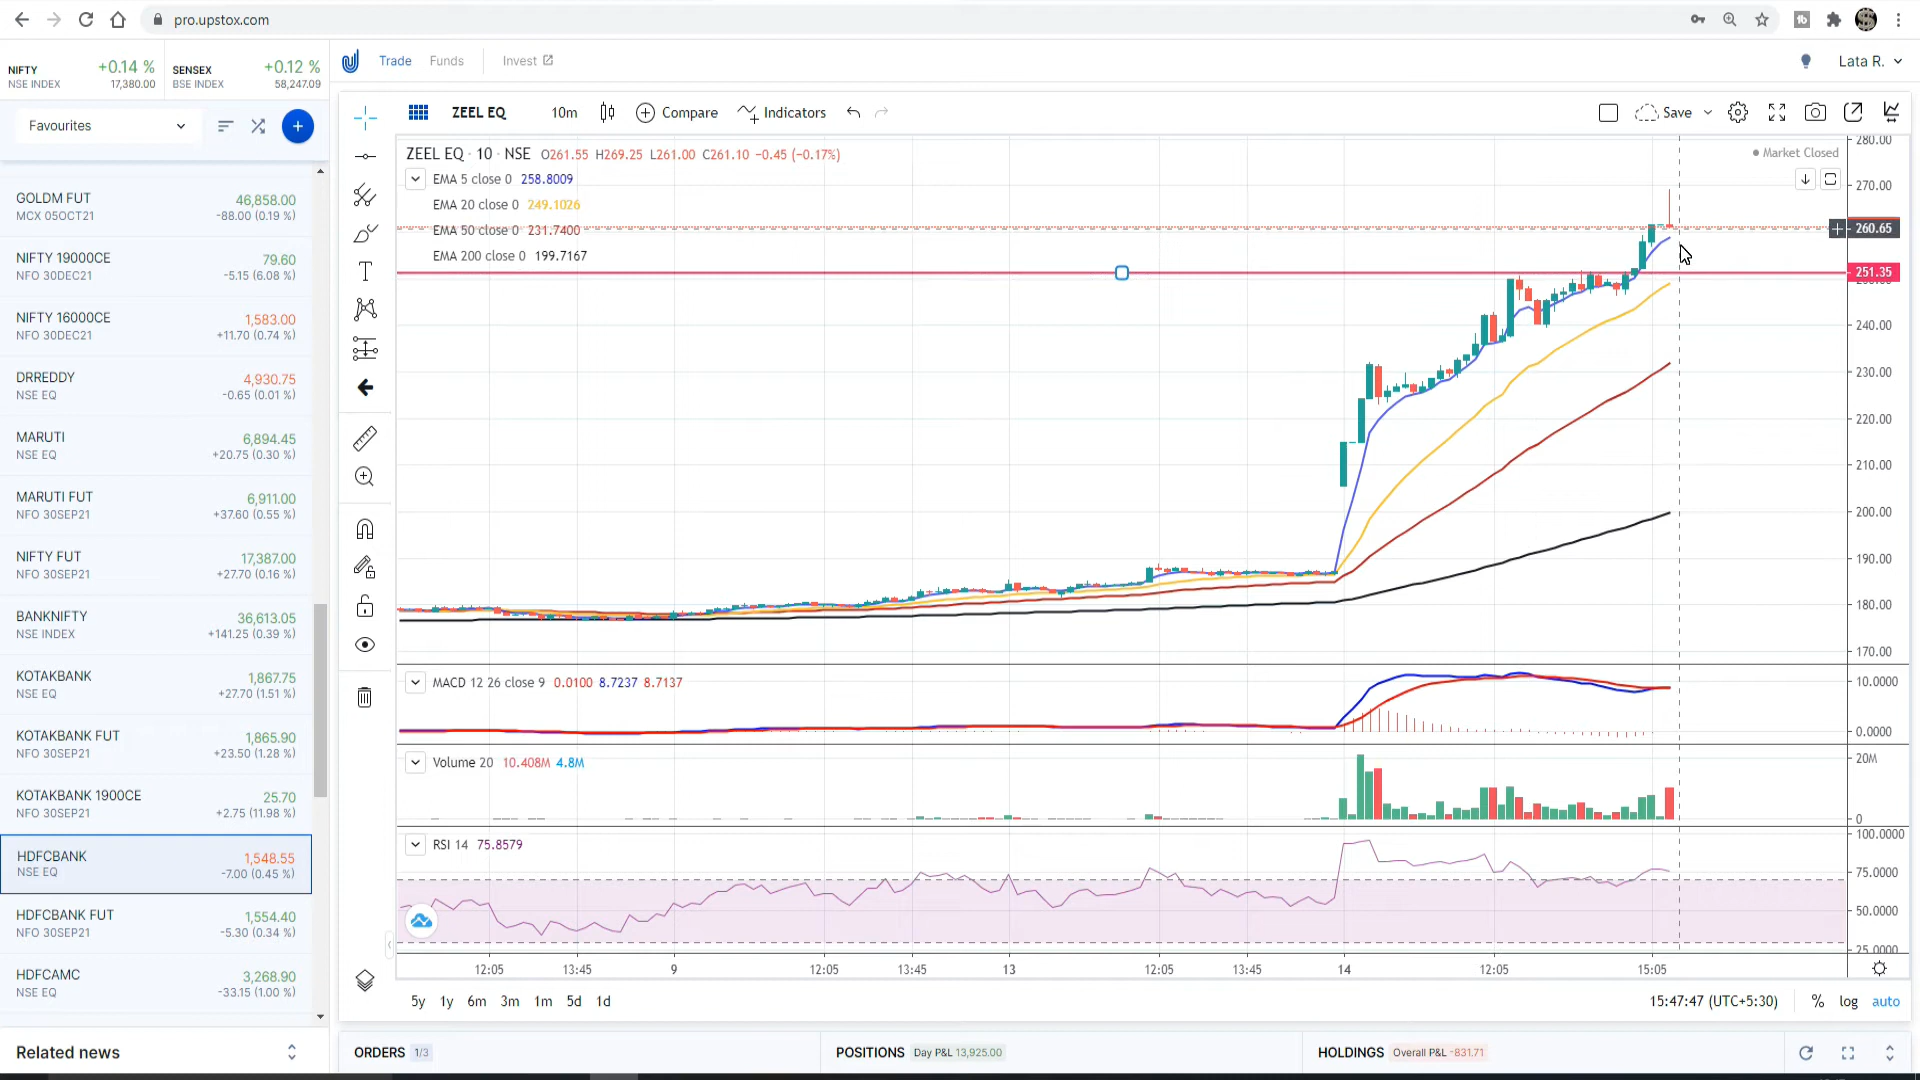 pro.upstox.com
NIFTY +0.14 %
NSE INDEX 17,380.00
SENSEX +0.12 %
BSE INDEX 58,247.09
Trade Funds Invest
Lata R.
Favourites
ZEEL EQ 10m Compare Indicators Save
GOLDM FUT 46,858.00
MCX 05OCT21 -88.00 (0.19 %)
NIFTY 19000CE 79.60
NFO 30DEC21 -5.15 (6.08 %)
NIFTY 16000CE 1,583.00
NFO 30DEC21 +11.70 (0.74 %)
DRREDDY 4,930.75
NSE EQ -0.65 (0.01 %)
MARUTI 6,894.45
NSE EQ +20.75 (0.30 %)
MARUTI FUT 6,911.00
NFO 30SEP21 +37.60 (0.55 %)
NIFTY FUT 17,387.00
NFO 30SEP21 +27.70 (0.16 %)
BANKNIFTY 36,613.05
NSE INDEX +141.25 (0.39 %)
KOTAKBANK 1,867.75
NSE EQ +27.70 (1.51 %)
KOTAKBANK FUT 1,865.90
NFO 30SEP21 +23.50 (1.28 %)
KOTAKBANK 1900CE 25.70
NFO 30SEP21 +2.75 (11.98 %)
HDFCBANK 1,548.55
NSE EQ -7.00 (0.45 %)
HDFCBANK FUT 1,554.40
NFO 30SEP21 -5.30 (0.34 %)
HDFCAMC 3,268.90
NSE EQ -33.15 (1.00 %)
Related news
ZEEL EQ · 10 · NSE O261.55 H269.25 L261.00 C261.10 −0.45 (−0.17%)
Market Closed
EMA 5 close 0 258.8009
EMA 20 close 0 249.1026
EMA 50 close 0 231.7400
EMA 200 close 0 199.7167
280.00
270.00
260.65
251.35
240.00
230.00
220.00
210.00
200.00
190.00
180.00
170.00
MACD 12 26 close 9 0.0100 8.7237 8.7137
10.0000
0.0000
Volume 20 10.408M 4.8M
20M
0
RSI 14 75.8579
100.0000
75.0000
50.0000
25.0000
12:05 13:45 9 12:05 13:45 13 12:05 13:45 14 12:05 15:05
5y 1y 6m 3m 1m 5d 1d
15:47:47 (UTC+5:30) % log auto
ORDERS 1/3
POSITIONS Day P&L 13,925.00
HOLDINGS Overall P&L -831.71